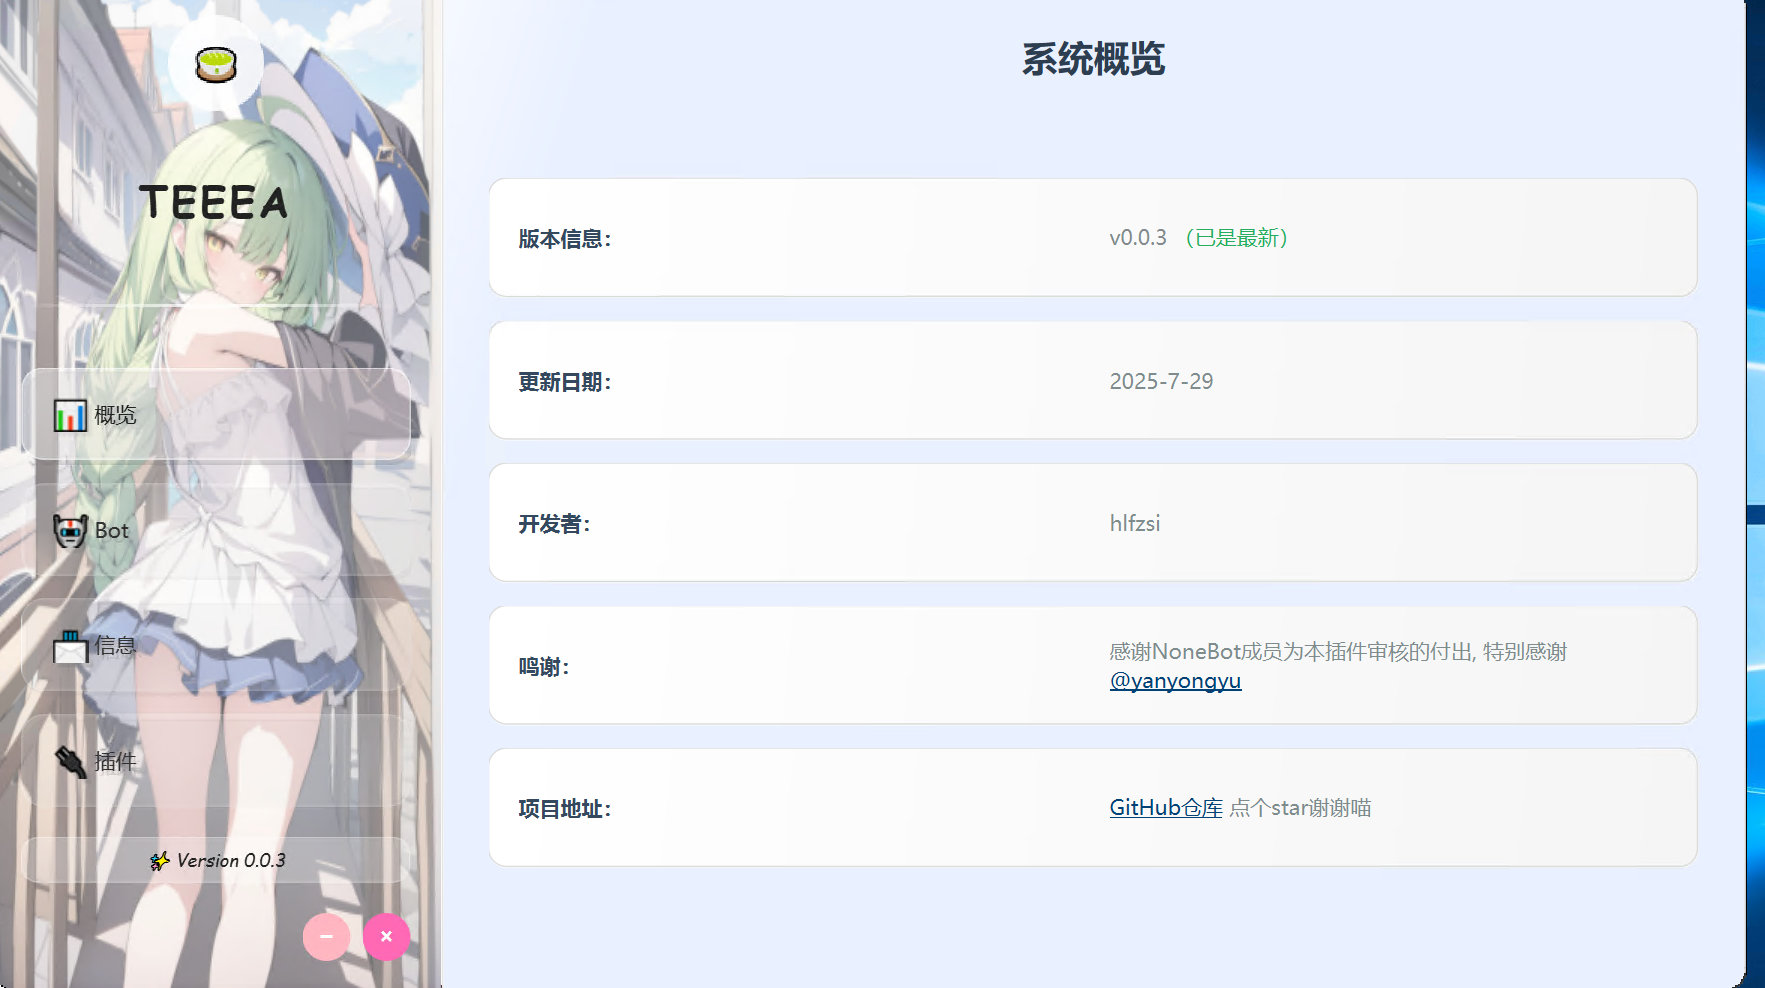 TEEEA
概览
Bot
信息
插件
Version 0.0.3
系统概览
版本信息：
v0.0.3 （已是最新）
更新日期：
2025-7-29
开发者：
hlfzsi
鸣谢：
感谢NoneBot成员为本插件审核的付出, 特别感谢
@yanyongyu
项目地址：
GitHub仓库 点个star谢谢喵